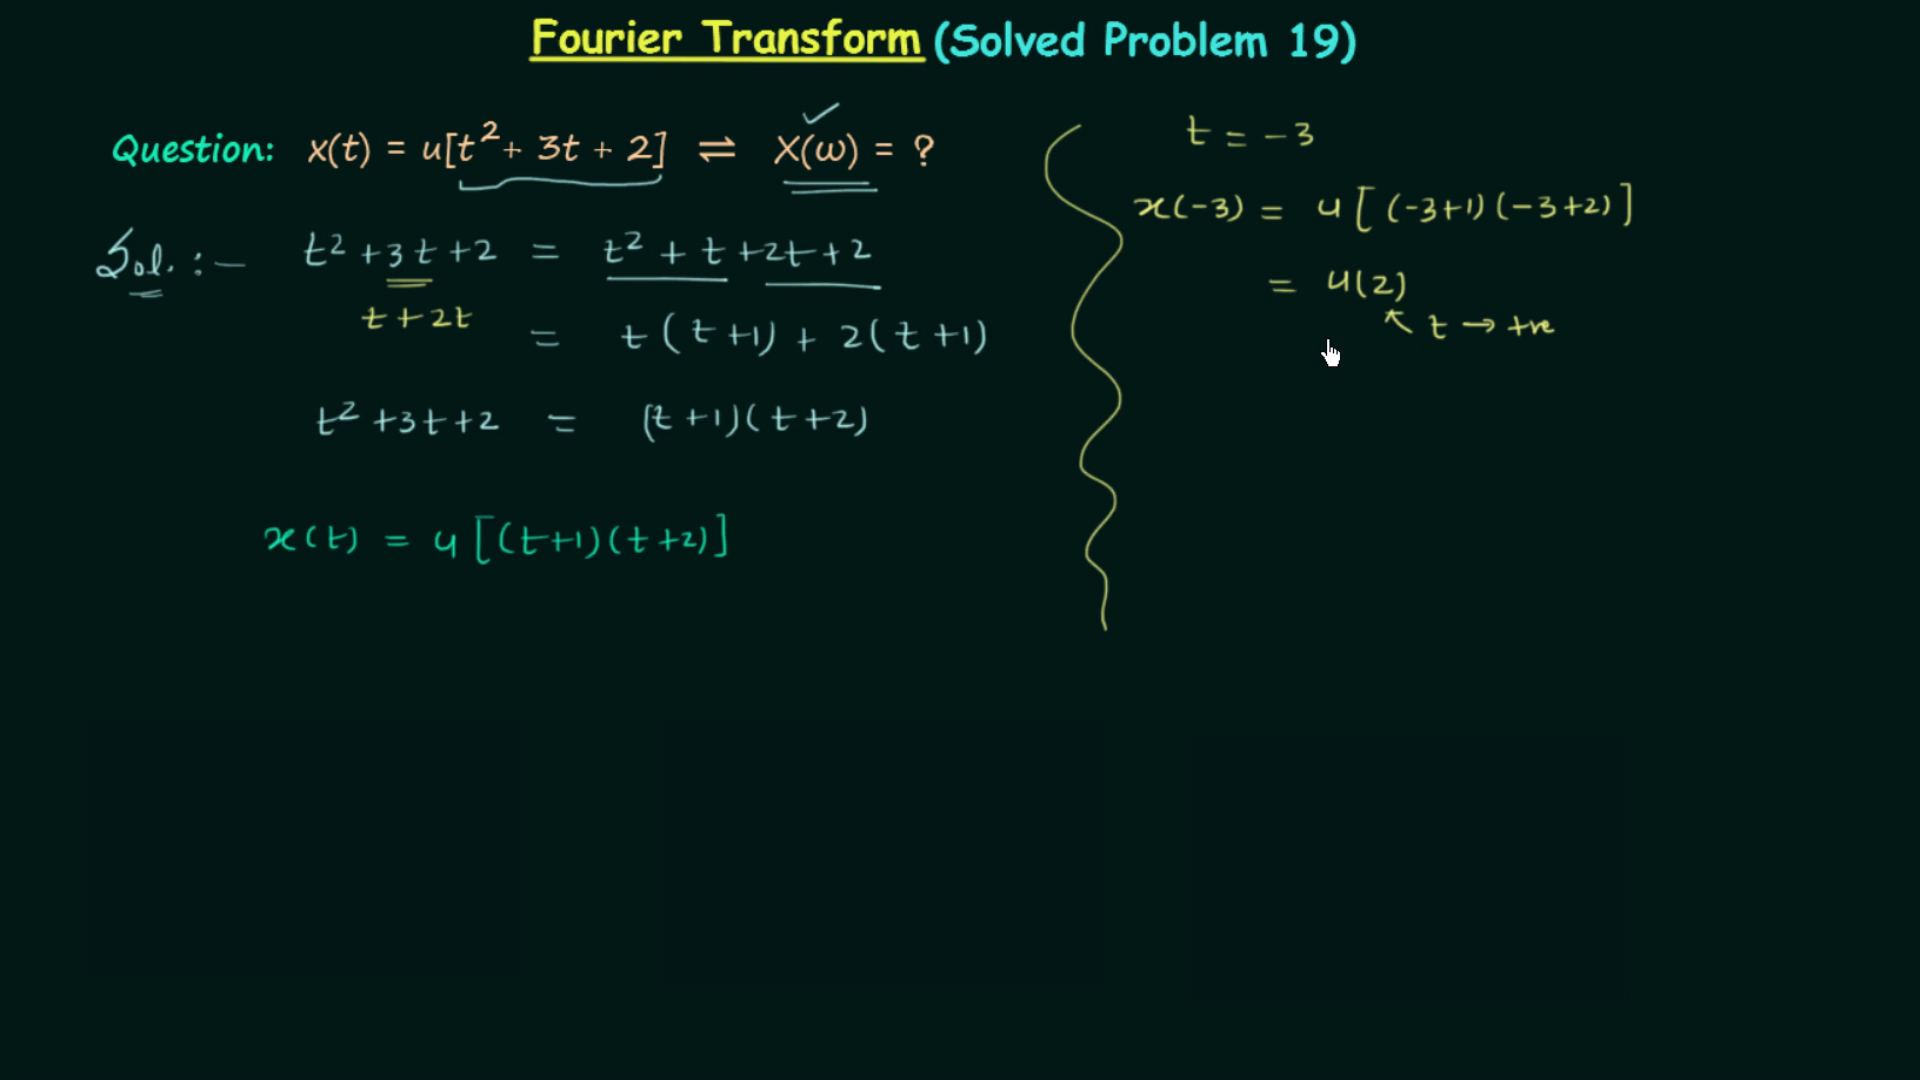 Fourier Transform (Solved Problem 19)
Question: x(t) = u[t² + 3t + 2] ⇌ X(ω) = ?
Sol. :- t² + 3t + 2 = t² + t + 2t + 2
t + 2t
= t(t+1) + 2(t+1)
t² + 3t + 2 = (t+1)(t+2)
x(t) = u[(t+1)(t+2)]
t = -3
x(-3) = u[(-3+1)(-3+2)]
= u(2)
t → +ve